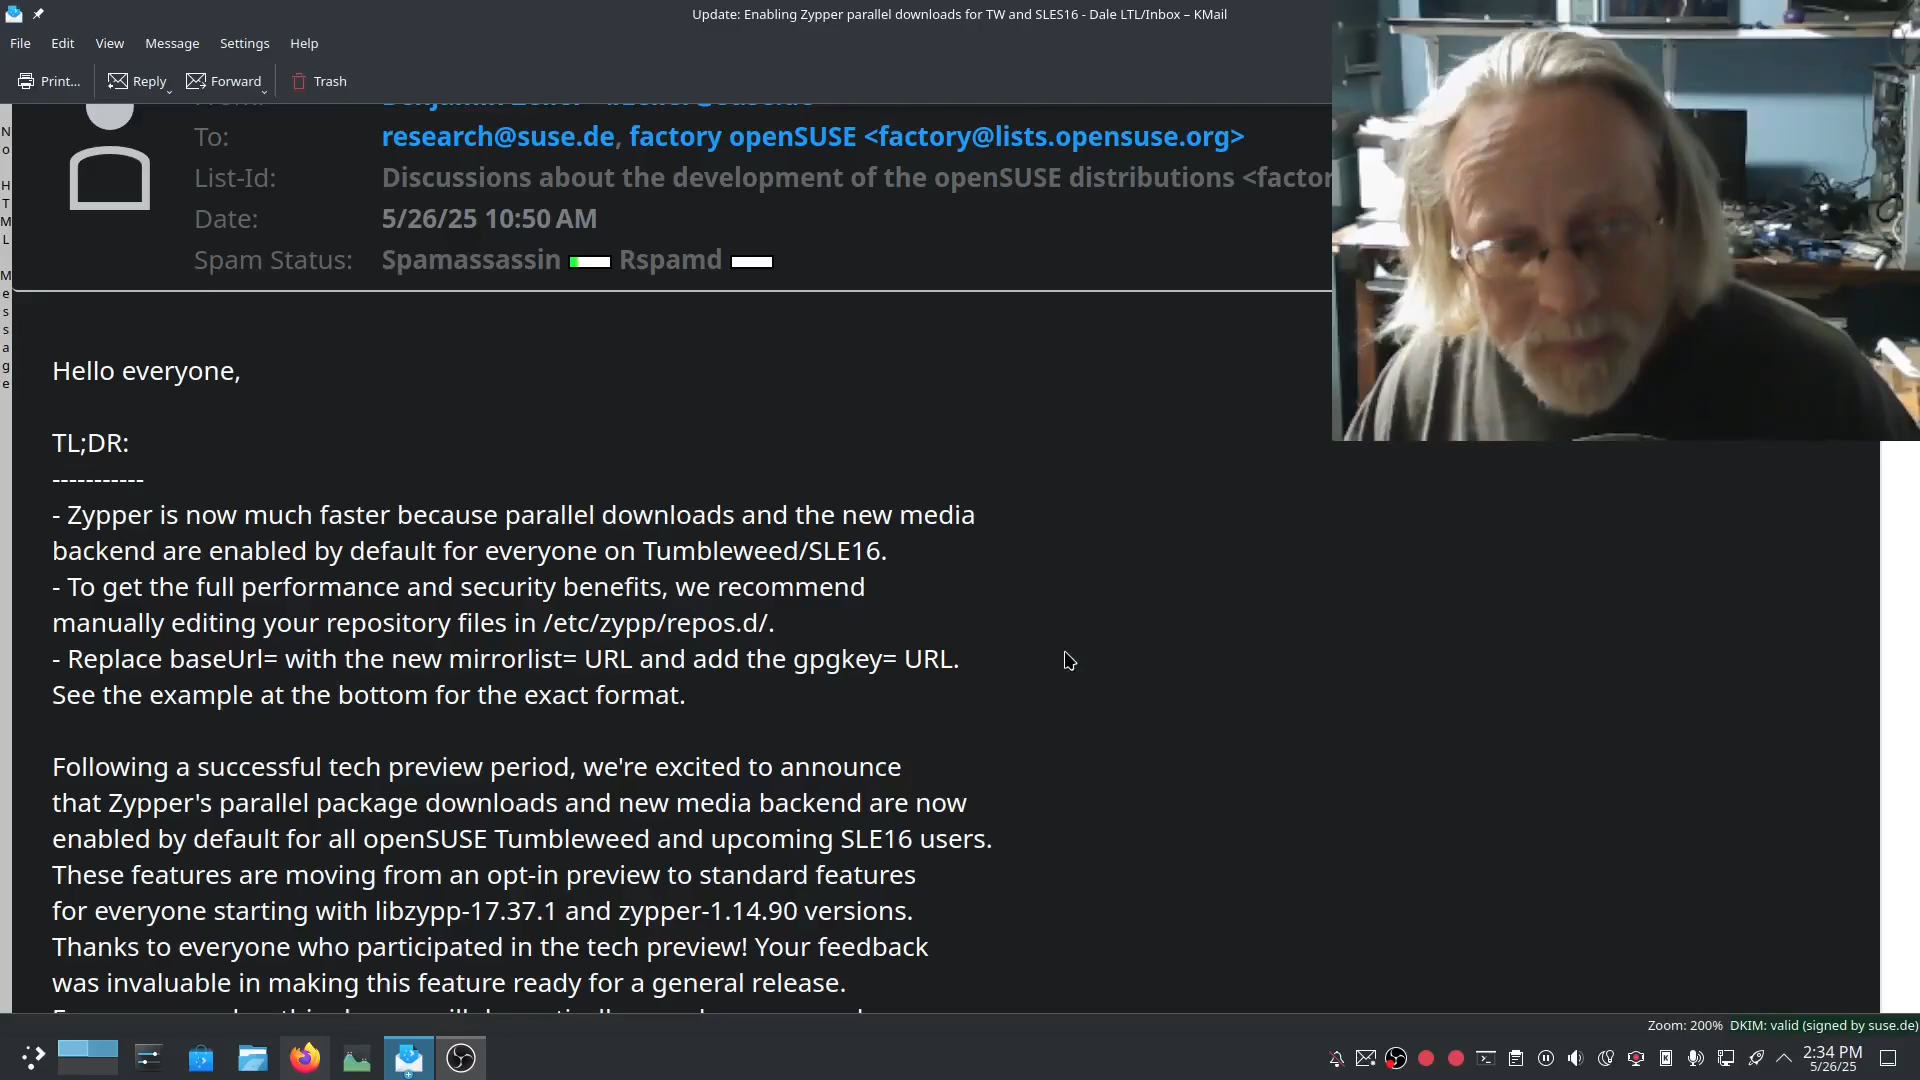 Update: Enabling Zypper parallel downloads for TW and SLES16 - Dale LTL/Inbox – KMail
File Edit View Message Settings Help
Print... Reply Forward Trash
To: research@suse.de, factory openSUSE <factory@lists.opensuse.org>
List-Id: Discussions about the development of the openSUSE distributions
Date: 5/26/25 10:50 AM
Spam Status: Spamassassin Rspamd
No HTML Message
Hello everyone,
TL;DR:
-----------
- Zypper is now much faster because parallel downloads and the new media
backend are enabled by default for everyone on Tumbleweed/SLE16.
- To get the full performance and security benefits, we recommend
manually editing your repository files in /etc/zypp/repos.d/.
- Replace baseUrl= with the new mirrorlist= URL and add the gpgkey= URL.
See the example at the bottom for the exact format.
Following a successful tech preview period, we're excited to announce
that Zypper's parallel package downloads and new media backend are now
enabled by default for all openSUSE Tumbleweed and upcoming SLE16 users.
These features are moving from an opt-in preview to standard features
for everyone starting with libzypp-17.37.1 and zypper-1.14.90 versions.
Thanks to everyone who participated in the tech preview! Your feedback
was invaluable in making this feature ready for a general release.
Zoom: 200% DKIM: valid (signed by suse.de)
2:34 PM
5/26/25